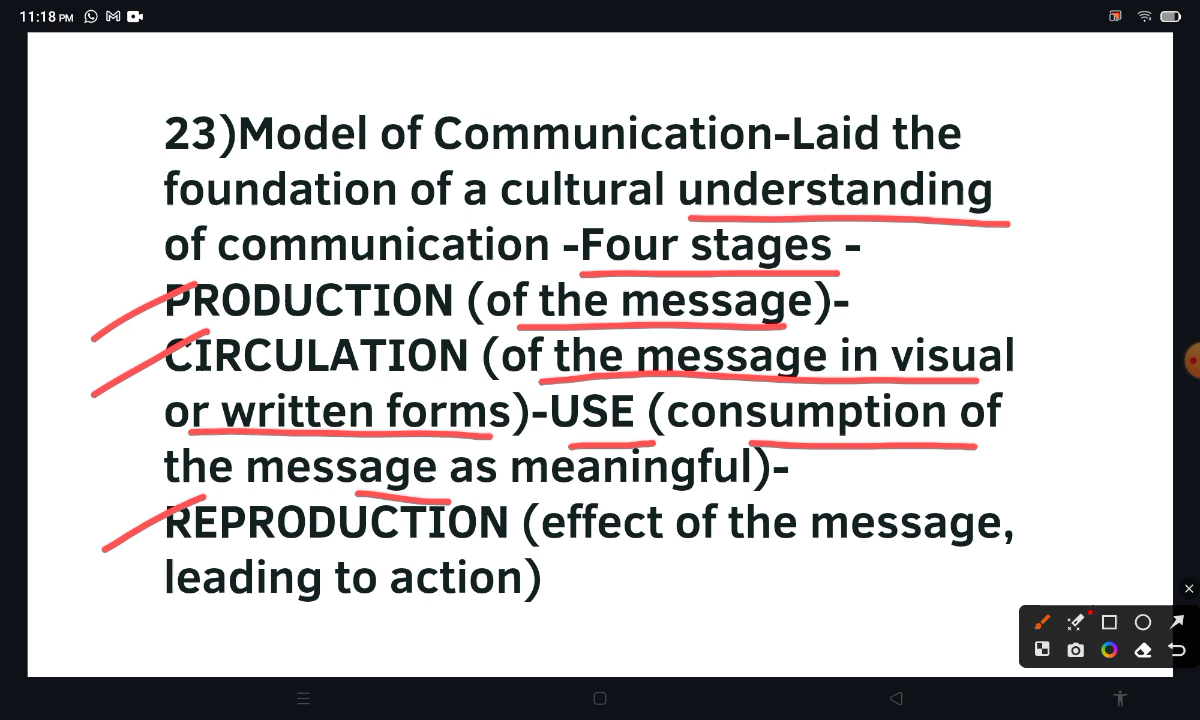 11:18 PM
23)Model of Communication-Laid the
foundation of a cultural understanding
of communication -Four stages -
PRODUCTION (of the message)-
CIRCULATION (of the message in visual
or written forms)-USE (consumption of
the message as meaningful)-
REPRODUCTION (effect of the message,
leading to action)